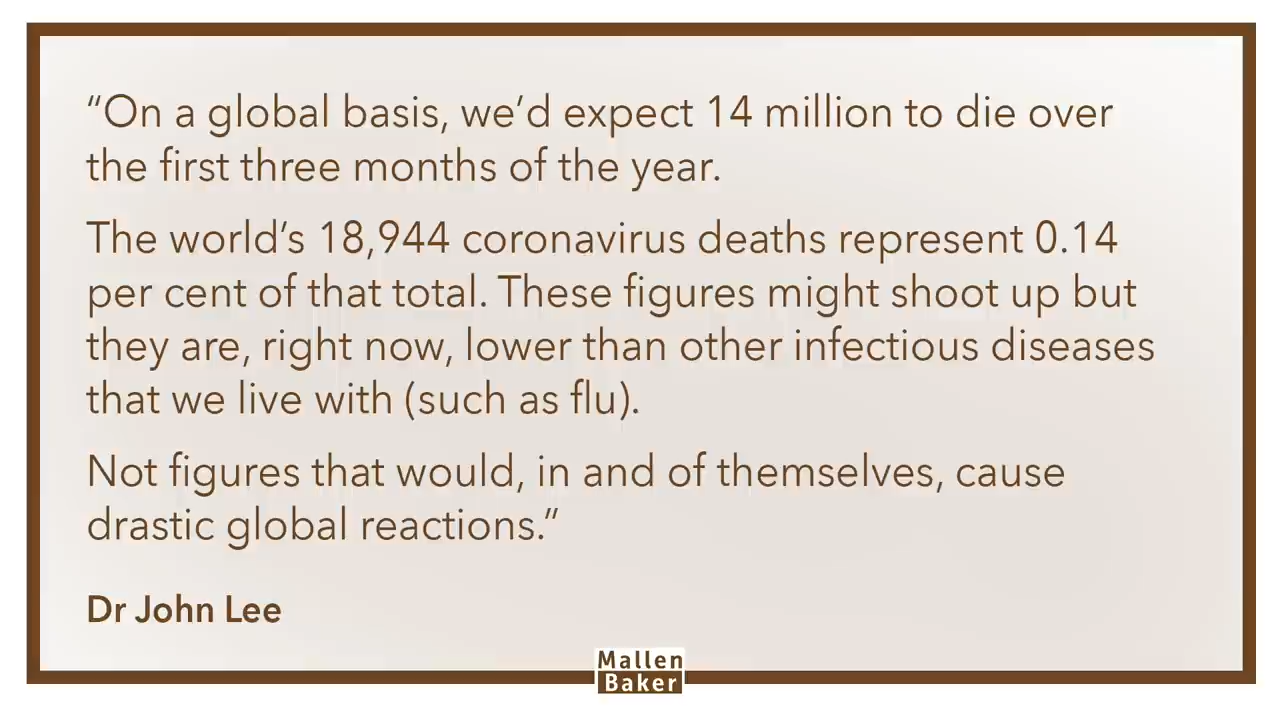 “On a global basis, we’d expect 14 million to die over
the first three months of the year.
The world’s 18,944 coronavirus deaths represent 0.14
per cent of that total. These figures might shoot up but
they are, right now, lower than other infectious diseases
that we live with (such as flu).
Not figures that would, in and of themselves, cause
drastic global reactions.”
Dr John Lee
Mallen
Baker